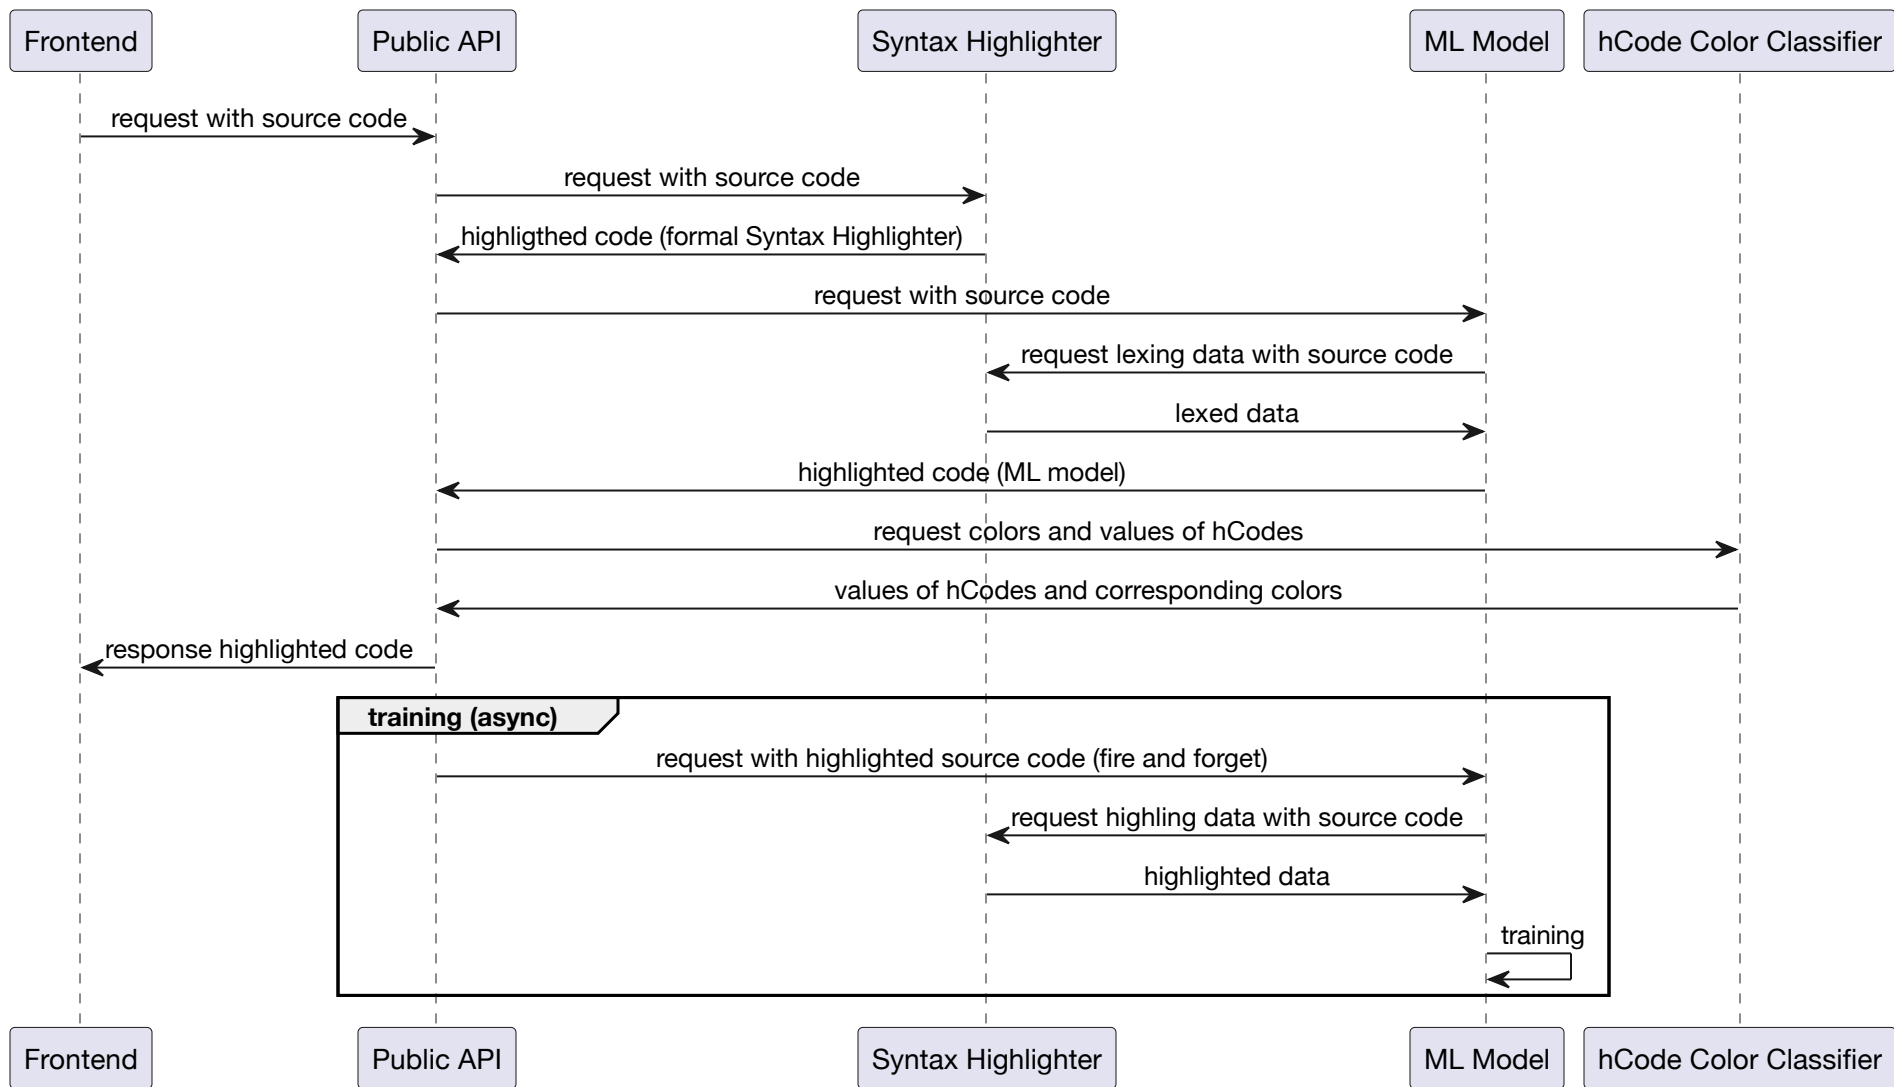 Frontend
Public API
Syntax Highlighter
ML Model
hCode Color Classifier
request with source code
request with source code
highligthed code (formal Syntax Highlighter)
request with source code
request lexing data with source code
lexed data
highlighted code (ML model)
request colors and values of hCodes
values of hCodes and corresponding colors
response highlighted code
training (async)
request with highlighted source code (fire and forget)
request highling data with source code
highlighted data
training
Frontend
Public API
Syntax Highlighter
ML Model
hCode Color Classifier